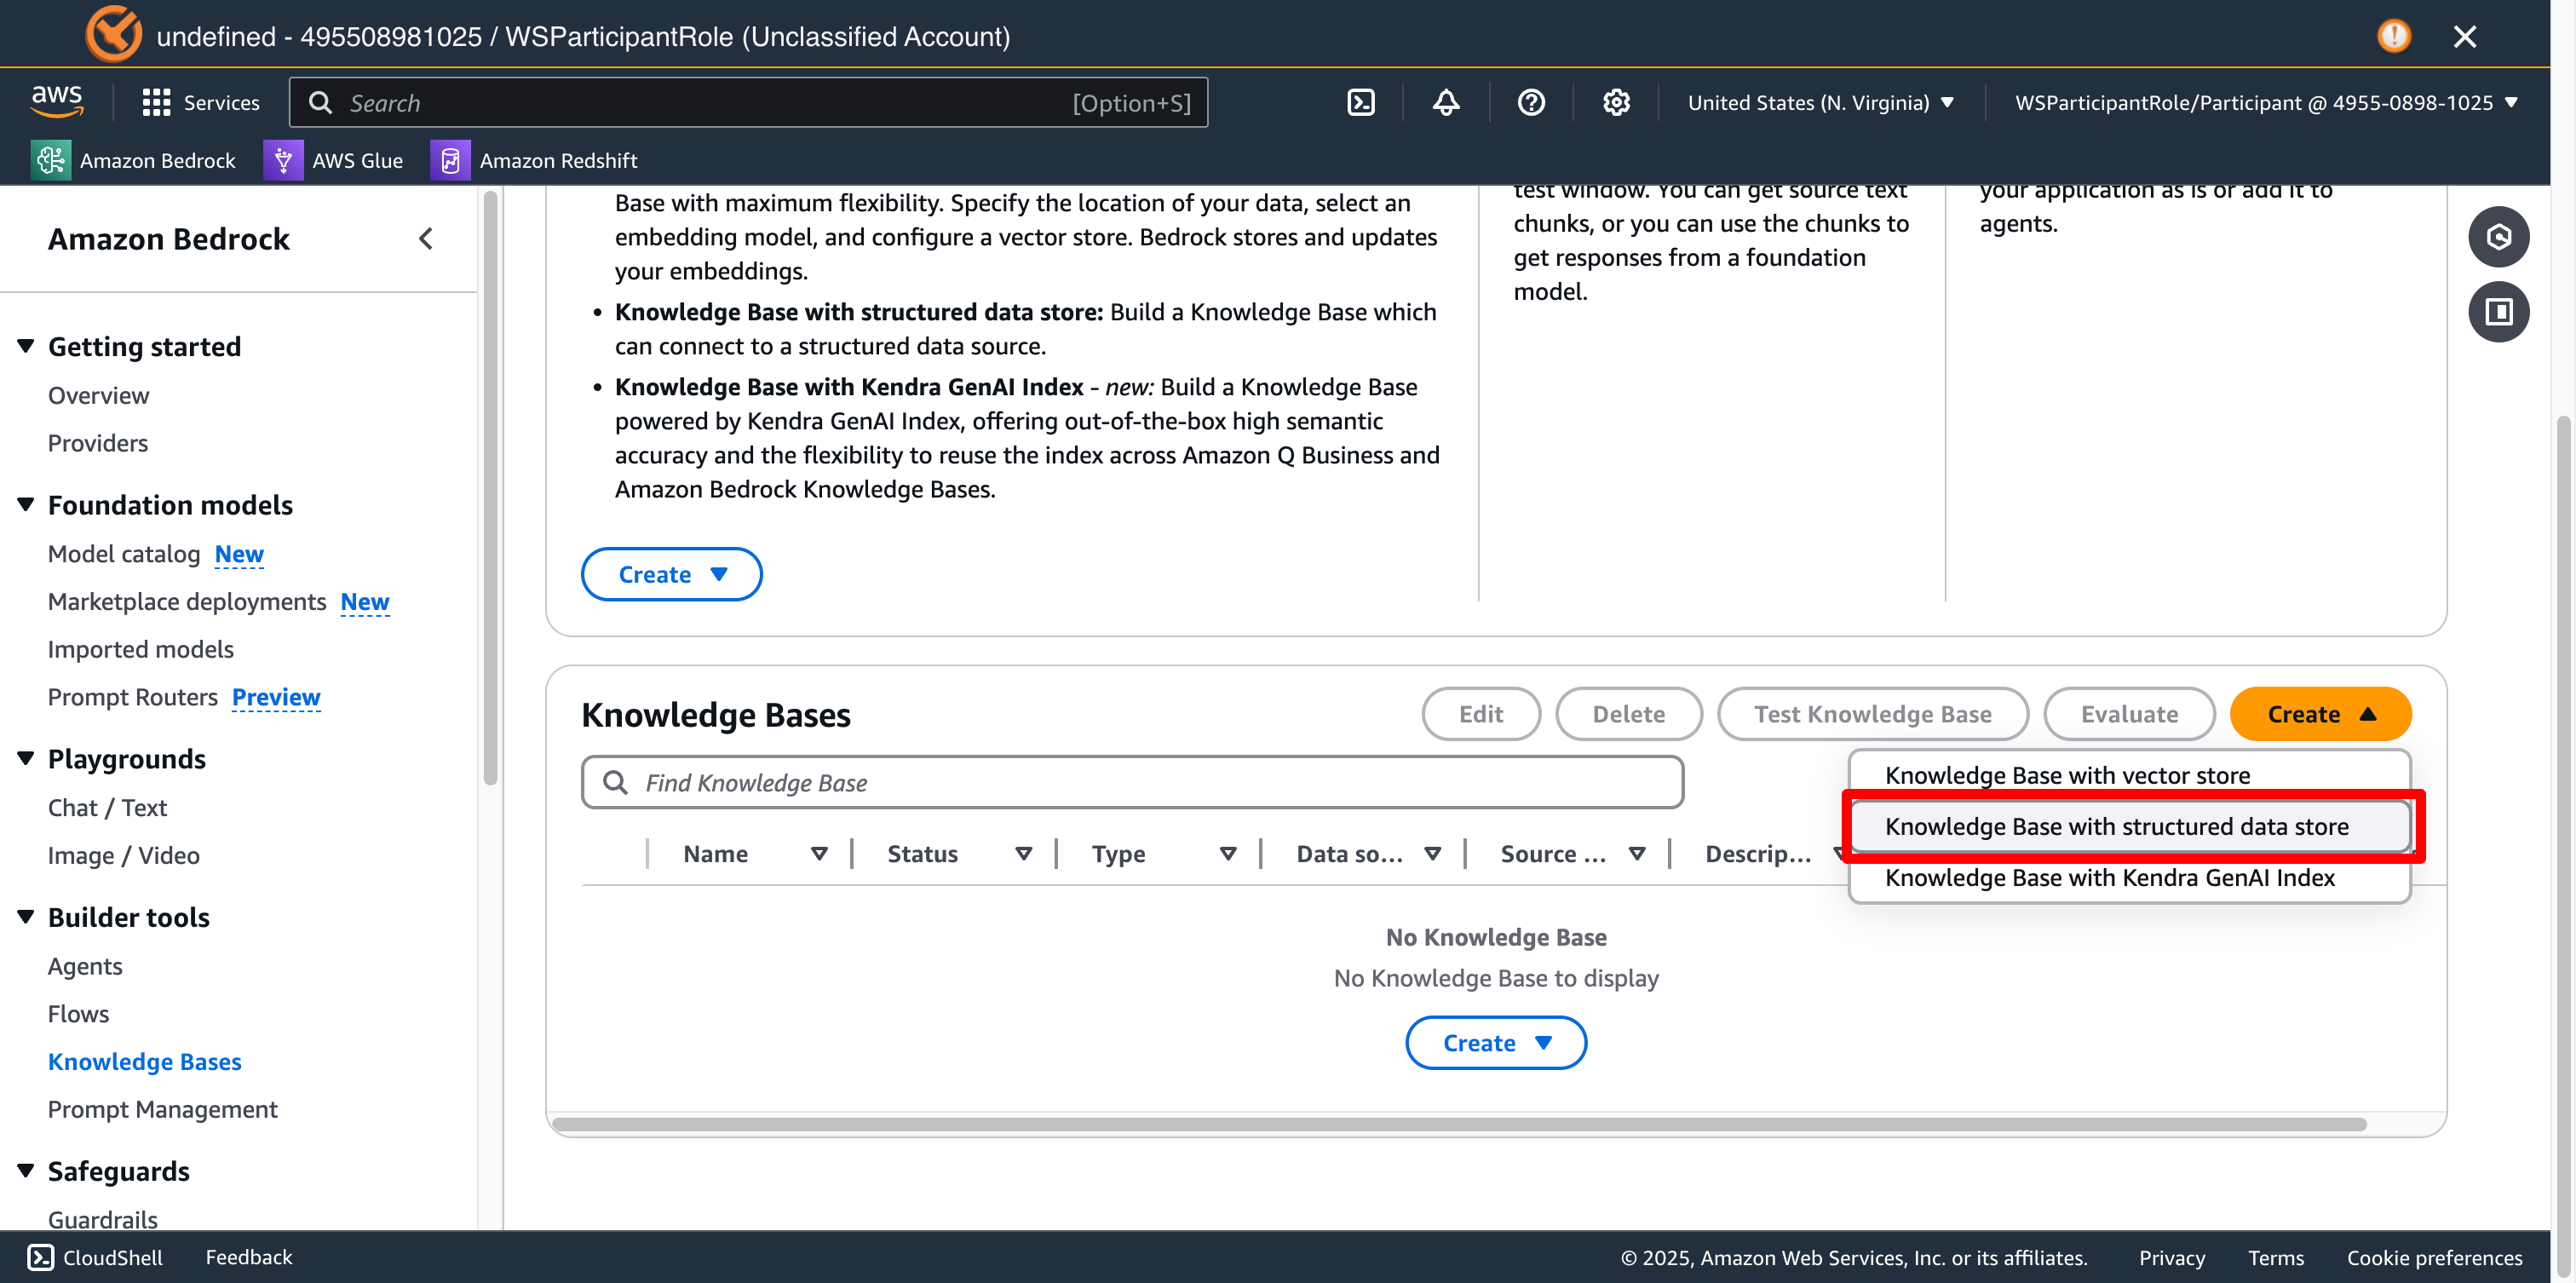 undefined - 495508981025 / WSParticipantRole (Unclassified Account)
aws
Services
Search
[Option+S]
United States (N. Virginia)
WSParticipantRole/Participant @ 4955-0898-1025
Amazon Bedrock
AWS Glue
Amazon Redshift
Amazon Bedrock
Getting started
Overview
Providers
Foundation models
Model catalog New
Marketplace deployments New
Imported models
Prompt Routers Preview
Playgrounds
Chat / Text
Image / Video
Builder tools
Agents
Flows
Knowledge Bases
Prompt Management
Safeguards
Guardrails
Base with maximum flexibility. Specify the location of your data, select an
embedding model, and configure a vector store. Bedrock stores and updates
your embeddings.
• Knowledge Base with structured data store: Build a Knowledge Base which
can connect to a structured data source.
• Knowledge Base with Kendra GenAI Index - new: Build a Knowledge Base
powered by Kendra GenAI Index, offering out-of-the-box high semantic
accuracy and the flexibility to reuse the index across Amazon Q Business and
Amazon Bedrock Knowledge Bases.
Create
test window. You can get source text
chunks, or you can use the chunks to
get responses from a foundation
model.
your application as is or add it to
agents.
Knowledge Bases
Edit
Delete
Test Knowledge Base
Evaluate
Create
Find Knowledge Base
Knowledge Base with vector store
Knowledge Base with structured data store
Knowledge Base with Kendra GenAI Index
Name
Status
Type
Data so...
Source ...
Descrip...
No Knowledge Base
No Knowledge Base to display
Create
CloudShell
Feedback
© 2025, Amazon Web Services, Inc. or its affiliates.
Privacy
Terms
Cookie preferences